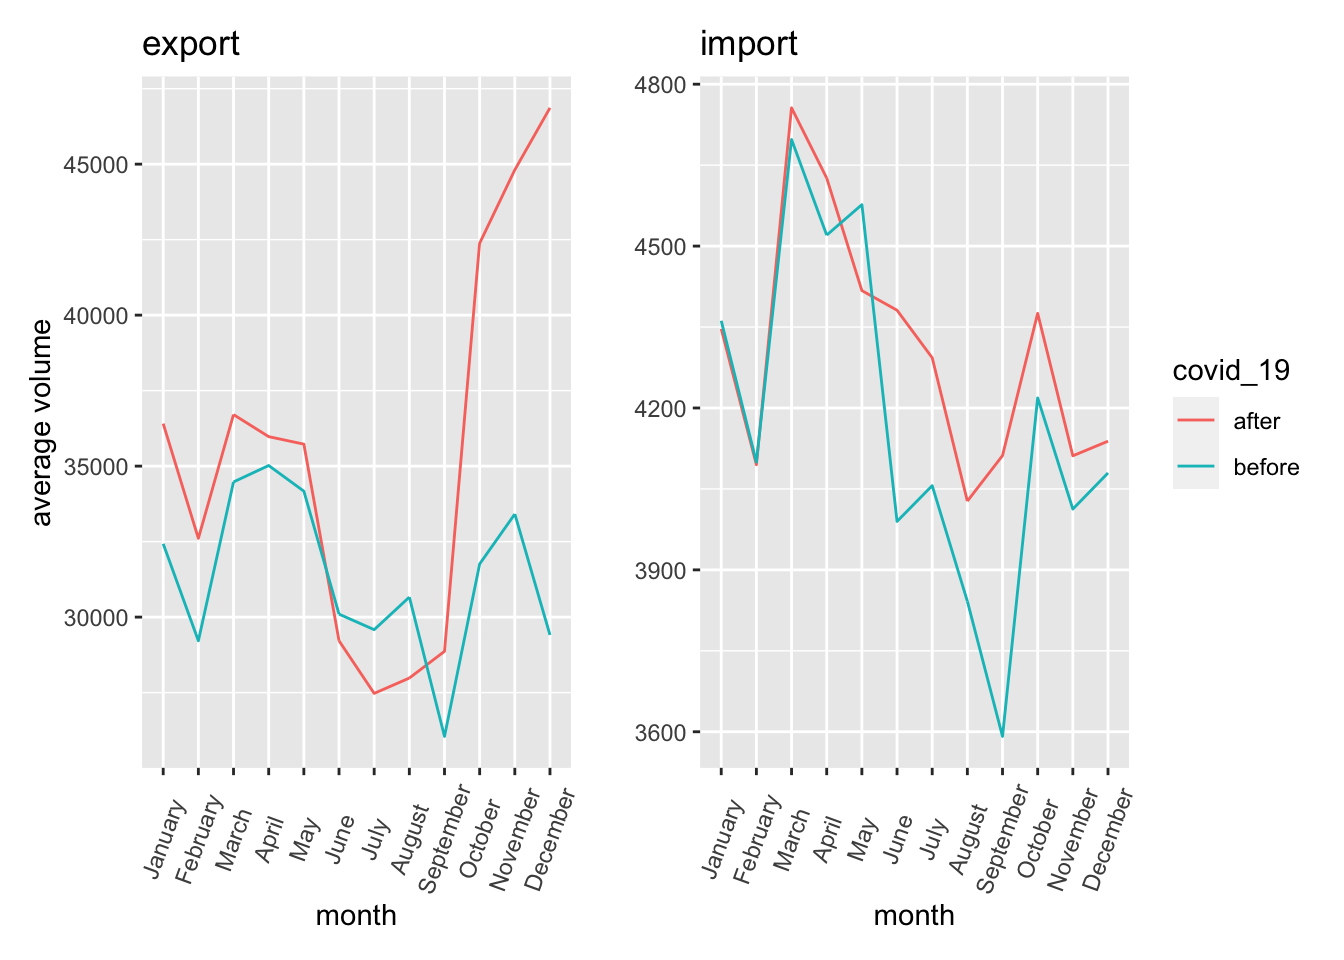 export
average volume
45000
40000
35000
30000
January
February
March
April
May
June
July
August
September
October
November
December
month
import
4800
4500
4200
3900
3600
January
February
March
April
May
June
July
August
September
October
November
December
month
covid_19
after
before